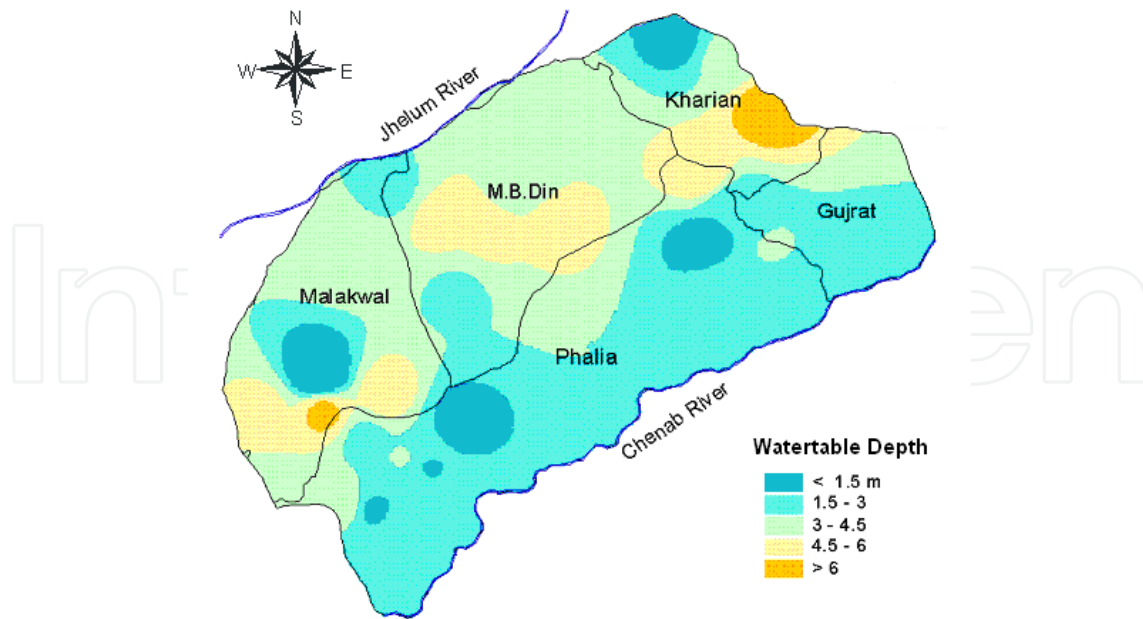 N
W E
S
Jhelum River
Kharian
M.B.Din
Gujrat
Malakwal
Phalia
Chenab River
Watertable Depth
< 1.5 m
1.5 - 3
3 - 4.5
4.5 - 6
> 6